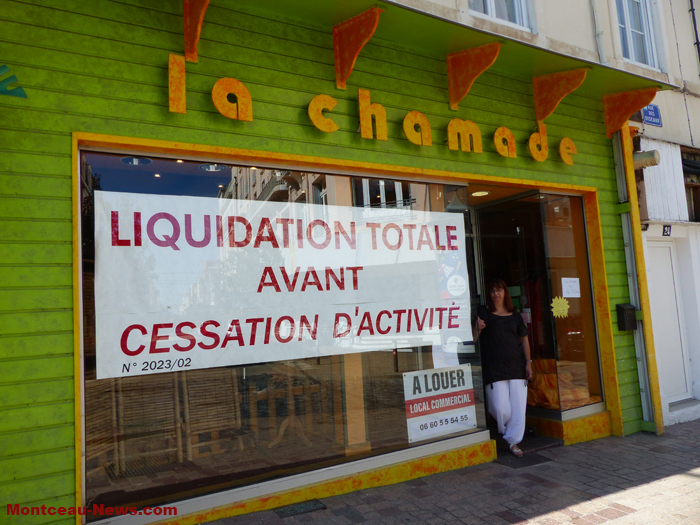 la chamade
LIQUIDATION TOTALE
AVANT
CESSATION D'ACTIVITÉ
N° 2023/02
A LOUER
LOCAL COMMERCIAL
06 60 55 54 55
24
Montceau-News.com